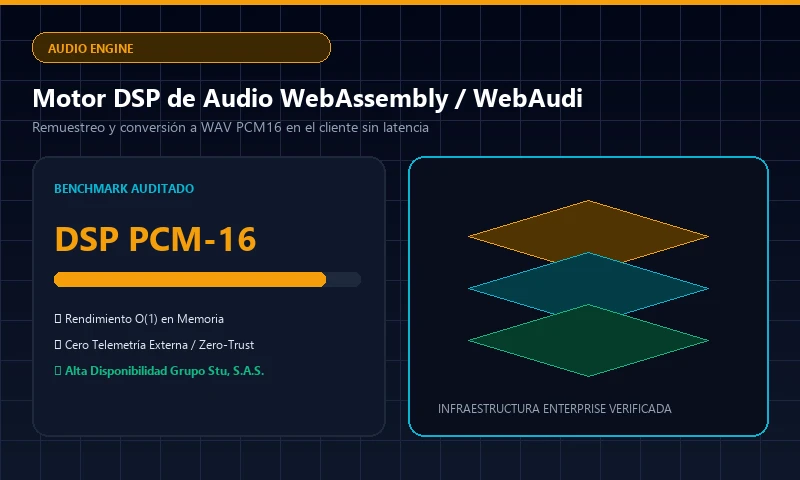 AUDIO ENGINE
Motor DSP de Audio WebAssembly / WebAudi
Remuestreo y conversión a WAV PCM16 en el cliente sin latencia
BENCHMARK AUDITADO
DSP PCM-16
▯ Rendimiento O(1) en Memoria
▯ Cero Telemetría Externa / Zero-Trust
▯ Alta Disponibilidad Grupo Stu, S.A.S.
INFRAESTRUCTURA ENTERPRISE VERIFICADA